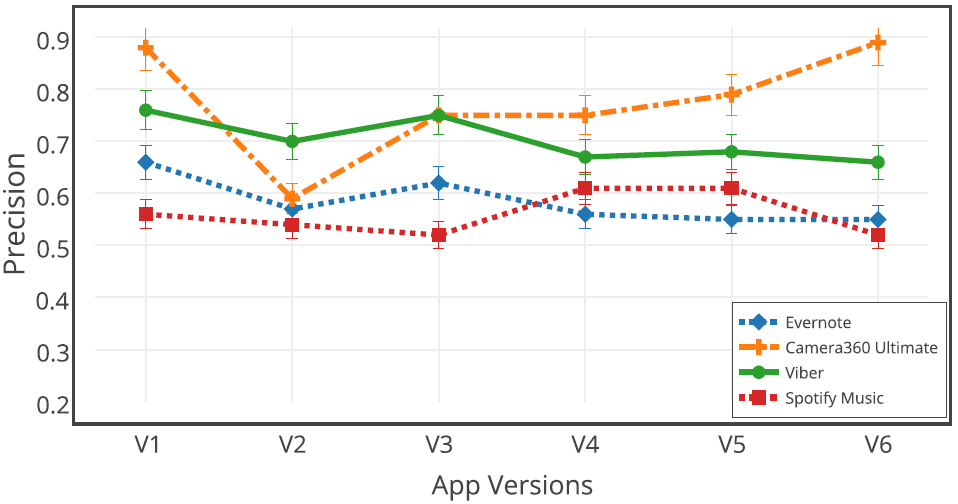 Precision
0.9
0.8
0.7
0.6
0.5
0.4
0.3
0.2
V1 V2 V3 V4 V5 V6
App Versions
Evernote
Camera360 Ultimate
Viber
Spotify Music